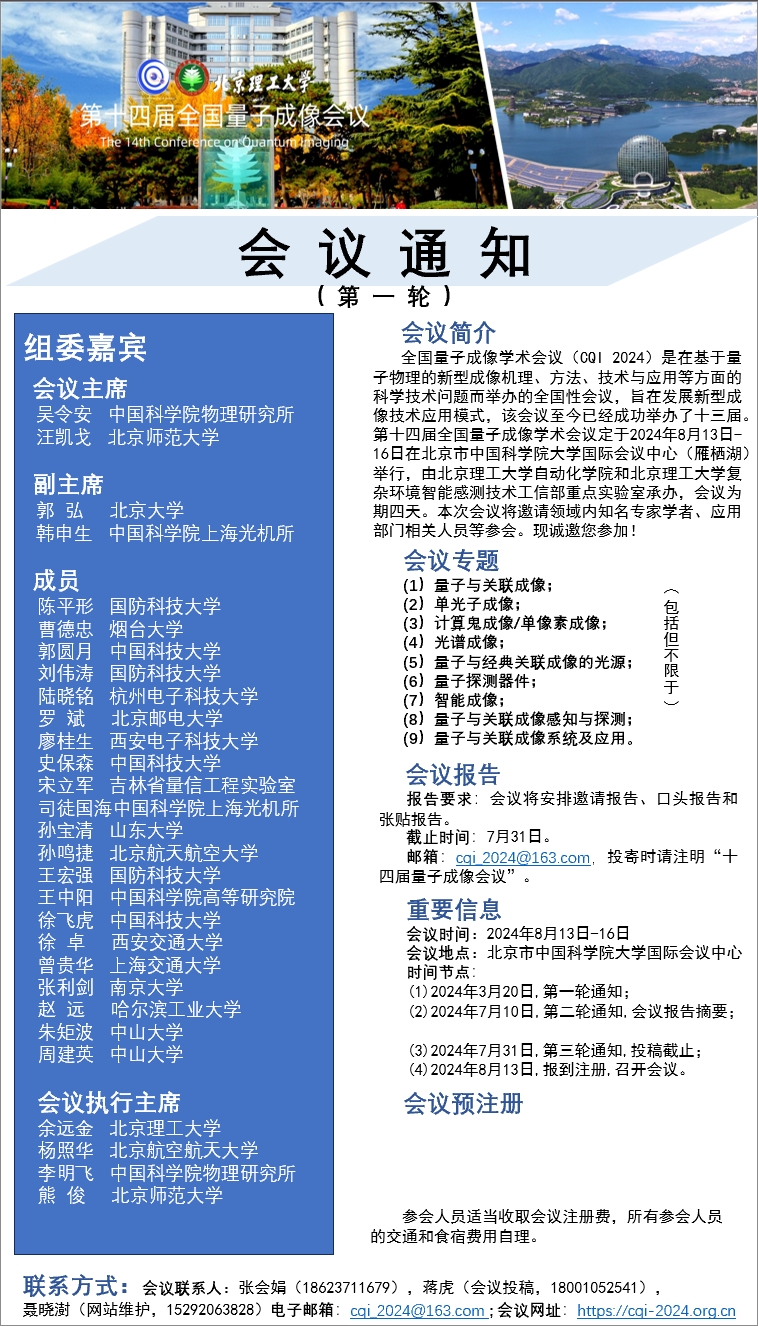 北京理工大学
第十四届全国量子成像会议
The 14th Conference on Quantum Imaging
会议通知
(第一轮)
组委嘉宾
会议主席
吴令安 中国科学院物理研究所
汪凯戈 北京师范大学
副主席
郭 弘 北京大学
韩申生 中国科学院上海光机所
成员
陈平形 国防科技大学
曹德忠 烟台大学
郭圆月 中国科技大学
刘伟涛 国防科技大学
陆晓铭 杭州电子科技大学
罗 斌 北京邮电大学
廖桂生 西安电子科技大学
史保森 中国科技大学
宋立军 吉林省量信工程实验室
司徒国海中国科学院上海光机所
孙宝清 山东大学
孙鸣捷 北京航天航空大学
王宏强 国防科技大学
王中阳 中国科学院高等研究院
徐飞虎 中国科技大学
徐 卓 西安交通大学
曾贵华 上海交通大学
张利剑 南京大学
赵 远 哈尔滨工业大学
朱矩波 中山大学
周建英 中山大学
会议执行主席
余远金 北京理工大学
杨照华 北京航空航天大学
李明飞 中国科学院物理研究所
熊 俊 北京师范大学
会议简介
全国量子成像学术会议（CQI 2024）是在基于量
子物理的新型成像机理、方法、技术与应用等方面的
科学技术问题而举办的全国性会议，旨在发展新型成
像技术应用模式，该会议至今已经成功举办了十三届。
第十四届全国量子成像学术会议定于2024年8月13日-
16日在北京市中国科学院大学国际会议中心（雁栖湖）
举行，由北京理工大学自动化学院和北京理工大学复
杂环境智能感测技术工信部重点实验室承办，会议为
期四天。本次会议将邀请领域内知名专家学者、应用
部门相关人员等参会。现诚邀您参加！
会议专题
(1）量子与关联成像；
(2）单光子成像；
(3）计算鬼成像/单像素成像；
(4）光谱成像；
(5）量子与经典关联成像的光源；
(6）量子探测器件；
(7）智能成像；
(8）量子与关联成像感知与探测；
(9）量子与关联成像系统及应用。
（包括但不限于）
会议报告
报告要求：会议将安排邀请报告、口头报告和
张贴报告。
截止时间：7月31日。
邮箱：cqi_2024@163.com，投寄时请注明“十
四届量子成像会议”。
重要信息
会议时间：2024年8月13日-16日
会议地点：北京市中国科学院大学国际会议中心
时间节点：
(1)2024年3月20日,第一轮通知；
(2)2024年7月10日,第二轮通知,会议报告摘要；
(3)2024年7月31日,第三轮通知,投稿截止；
(4)2024年8月13日,报到注册,召开会议。
会议预注册
参会人员适当收取会议注册费，所有参会人员
的交通和食宿费用自理。
联系方式：会议联系人：张会娟（18623711679），蒋虎（会议投稿，18001052541），
聂晓澍（网站维护，15292063828）电子邮箱：cqi_2024@163.com ;会议网址：https://cqi-2024.org.cn